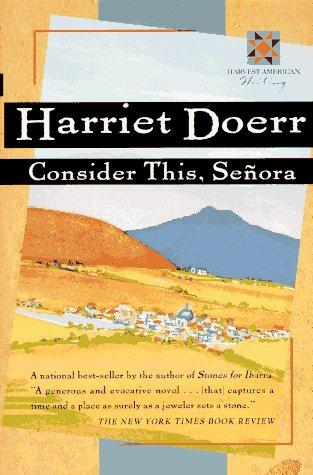 HARVEST AMERICAN
Writing
Harriet Doerr
Consider This, Señora
A national best-seller by the author of Stones for Ibarra
"A generous and evocative novel . . . [that] captures a
time and a place as surely as a jeweler sets a stone."
THE NEW YORK TIMES BOOK REVIEW